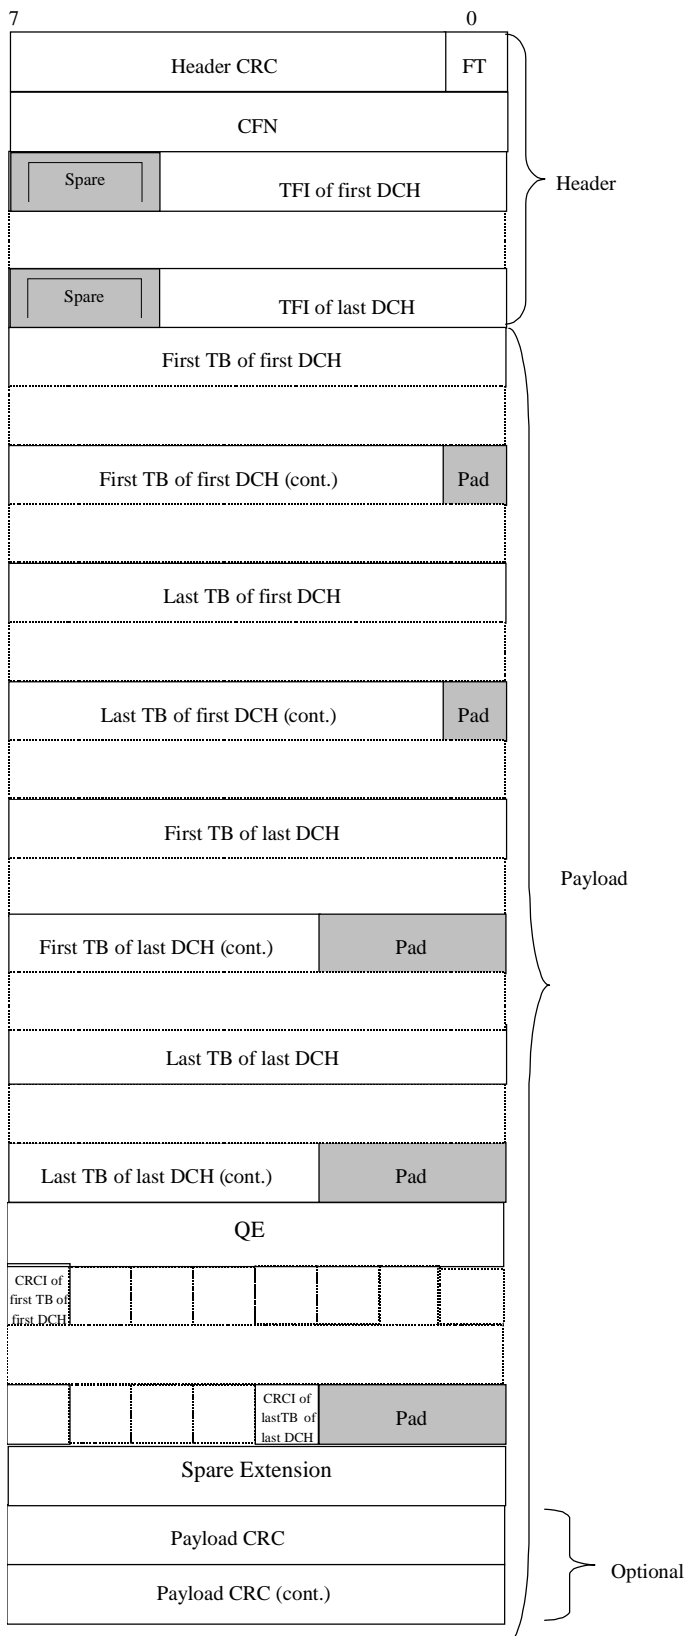 7 0
Header CRC FT
CFN
Spare TFI of first DCH
Header
Spare TFI of last DCH
First TB of first DCH
First TB of first DCH (cont.) Pad
Last TB of first DCH
Last TB of first DCH (cont.) Pad
First TB of last DCH
Payload
First TB of last DCH (cont.) Pad
Last TB of last DCH
Last TB of last DCH (cont.) Pad
QE
CRCI of
first TB of
first DCH
CRCI of
lastTB of
last DCH
Pad
Spare Extension
Payload CRC
Optional
Payload CRC (cont.)